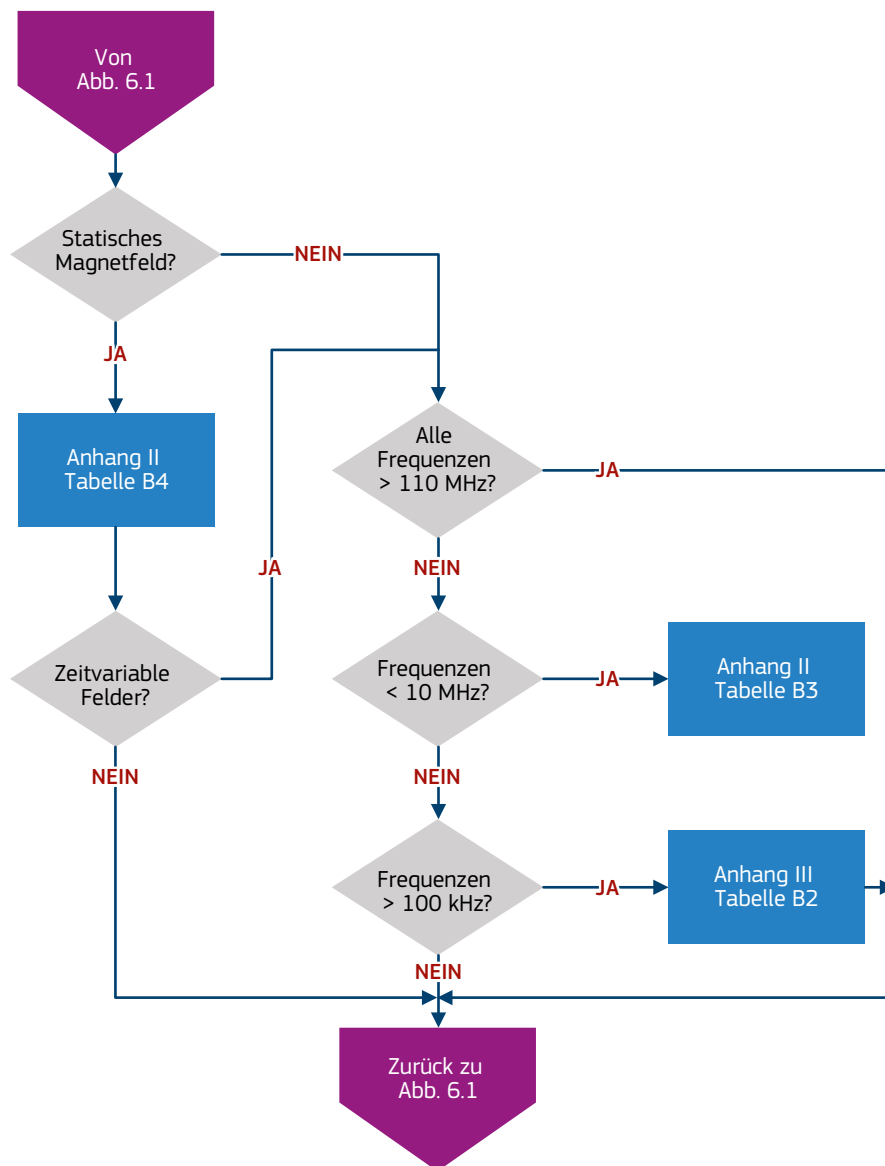 Von
Abb. 6.1
Statisches
Magnetfeld?
NEIN
JA
Anhang II
Tabelle B4
Alle
Frequenzen
> 110 MHz?
JA
NEIN
JA
Zeitvariable
Felder?
NEIN
Frequenzen
< 10 MHz?
JA
Anhang II
Tabelle B3
NEIN
Frequenzen
> 100 kHz?
JA
Anhang III
Tabelle B2
NEIN
Zurück zu
Abb. 6.1